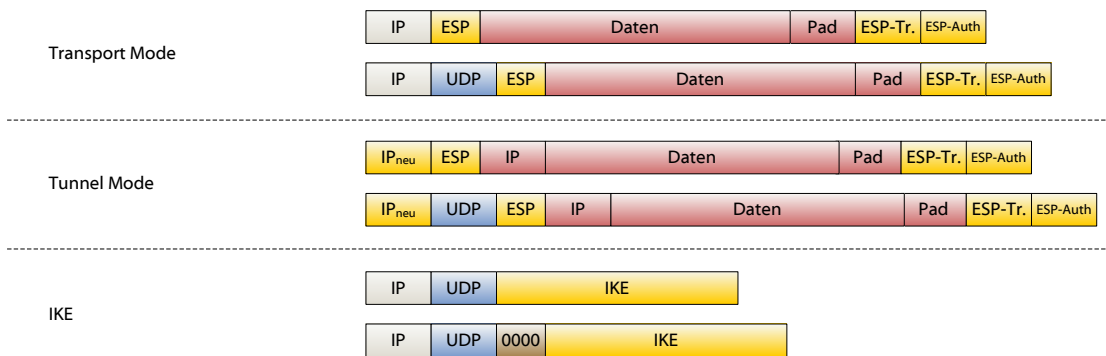 IP ESP Daten Pad ESP-Tr. ESP-Auth
Transport Mode
IP UDP ESP Daten Pad ESP-Tr. ESP-Auth
IPneu ESP IP Daten Pad ESP-Tr. ESP-Auth
Tunnel Mode
IPneu UDP ESP IP Daten Pad ESP-Tr. ESP-Auth
IP UDP IKE
IKE
IP UDP 0000 IKE